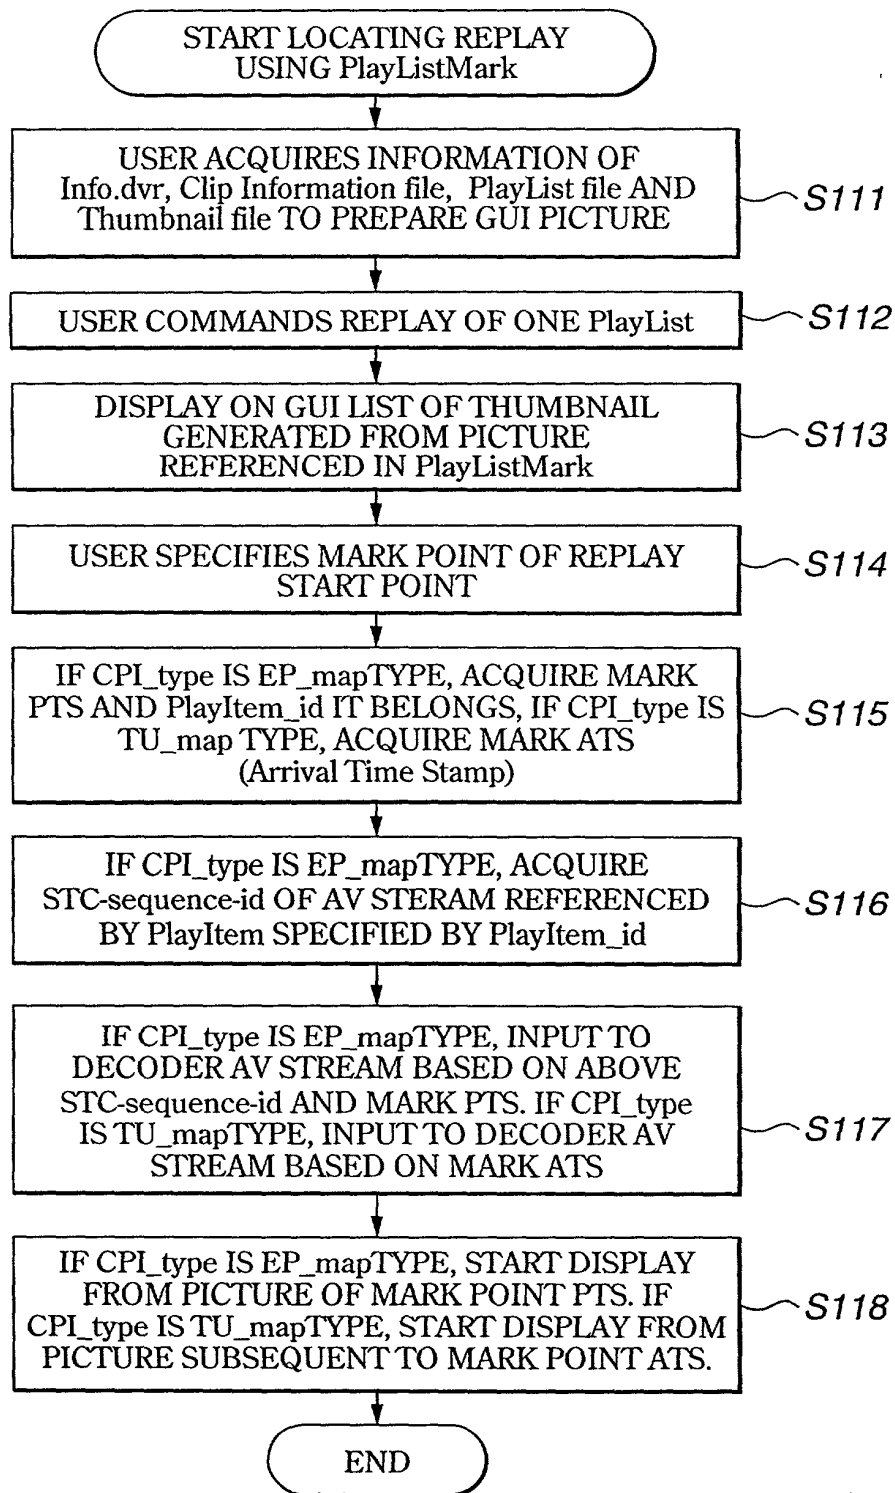 START LOCATING REPLAY
USING PlayListMark
USER ACQUIRES INFORMATION OF
Info.dvr, Clip Information file, PlayList file AND
Thumbnail file TO PREPARE GUI PICTURE
S111
USER COMMANDS REPLAY OF ONE PlayList
S112
DISPLAY ON GUI LIST OF THUMBNAIL
GENERATED FROM PICTURE
REFERENCED IN PlayListMark
S113
USER SPECIFIES MARK POINT OF REPLAY
START POINT
S114
IF CPI_type IS EP_mapTYPE, ACQUIRE MARK
PTS AND PlayItem_id IT BELONGS, IF CPI_type IS
TU_map TYPE, ACQUIRE MARK ATS
(Arrival Time Stamp)
S115
IF CPI_type IS EP_mapTYPE, ACQUIRE
STC-sequence-id OF AV STERAM REFERENCED
BY PlayItem SPECIFIED BY PlayItem_id
S116
IF CPI_type IS EP_mapTYPE, INPUT TO
DECODER AV STREAM BASED ON ABOVE
STC-sequence-id AND MARK PTS. IF CPI_type
IS TU_mapTYPE, INPUT TO DECODER AV
STREAM BASED ON MARK ATS
S117
IF CPI_type IS EP_mapTYPE, START DISPLAY
FROM PICTURE OF MARK POINT PTS. IF
CPI_type IS TU_mapTYPE, START DISPLAY FROM
PICTURE SUBSEQUENT TO MARK POINT ATS.
S118
END